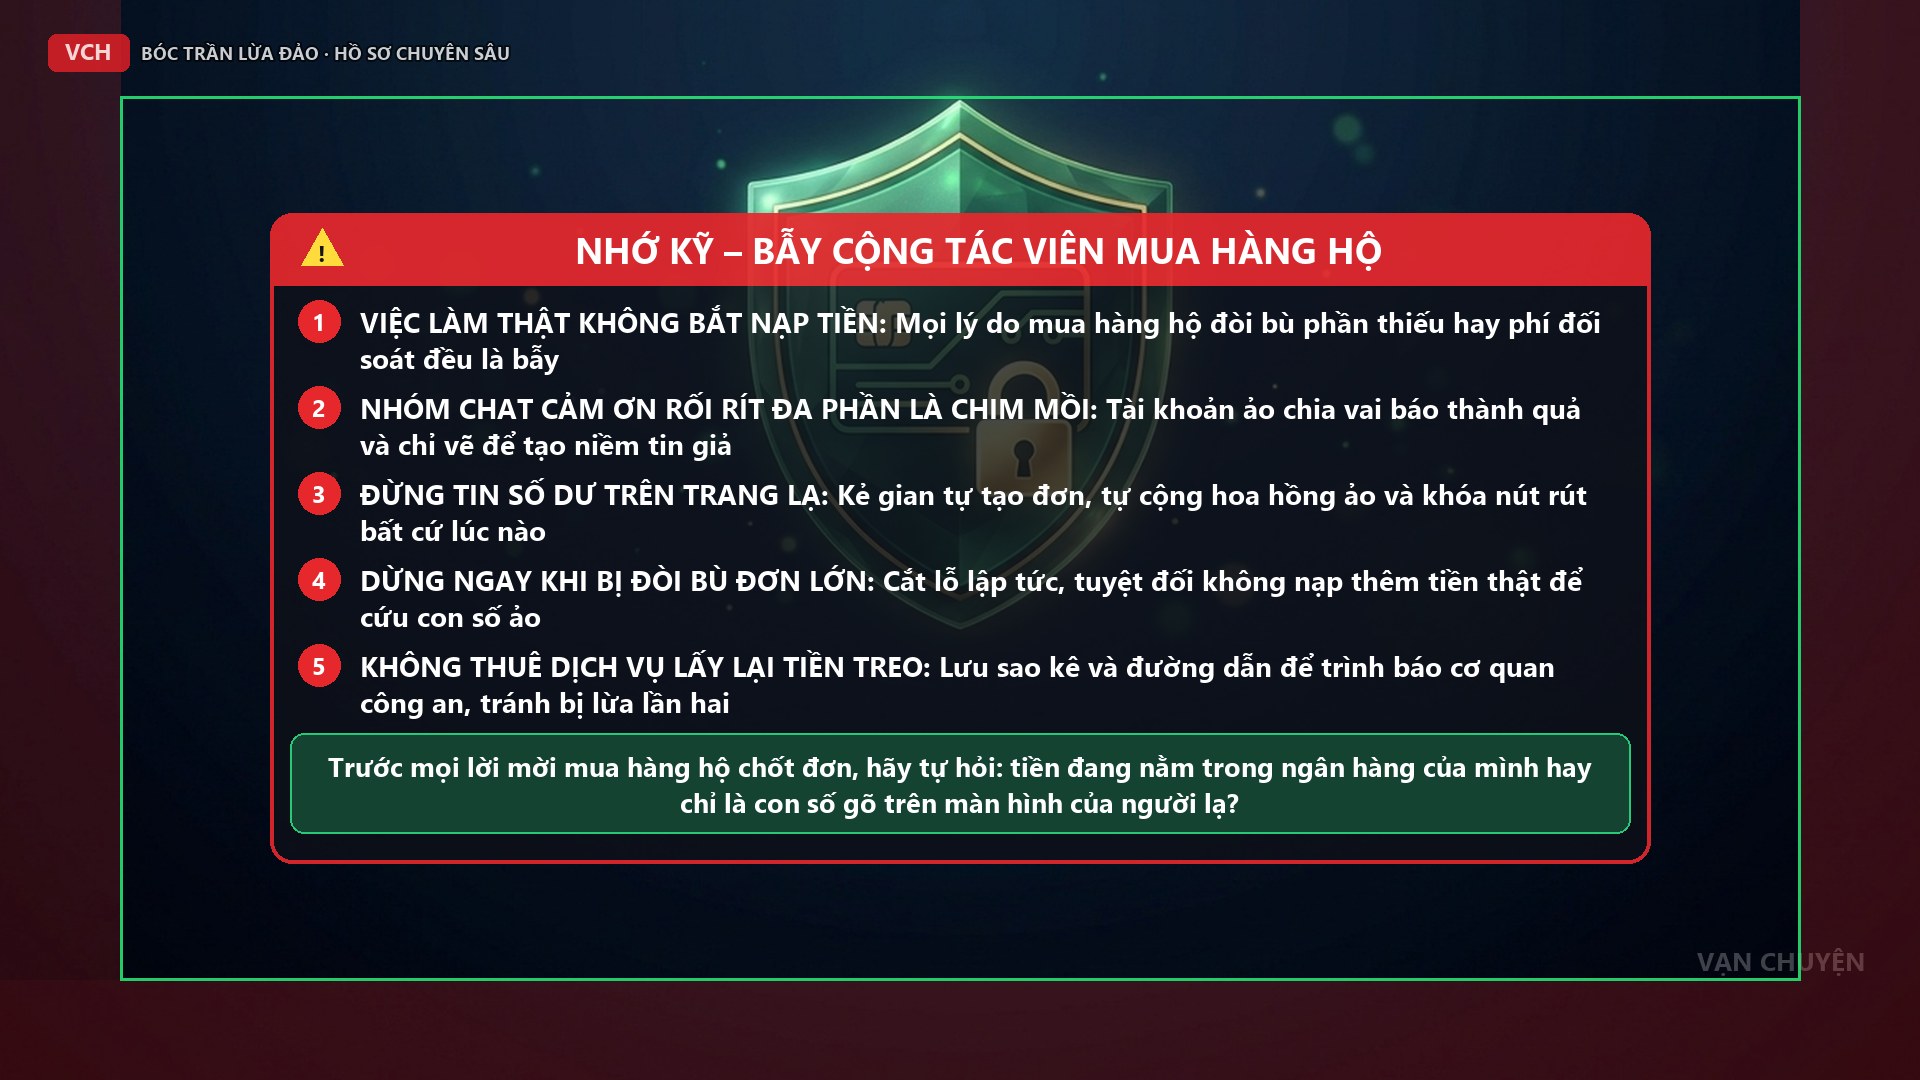 VCH
BÓC TRẦN LỪA ĐẢO · HỒ SƠ CHUYÊN SÂU
NHỚ KỸ – BẪY CỘNG TÁC VIÊN MUA HÀNG HỘ
1 VIỆC LÀM THẬT KHÔNG BẮT NẠP TIỀN: Mọi lý do mua hàng hộ đòi bù phần thiếu hay phí đối
soát đều là bẫy
2 NHÓM CHAT CẢM ƠN RỐI RÍT ĐA PHẦN LÀ CHIM MỒI: Tài khoản ảo chia vai báo thành quả
và chỉ vẽ để tạo niềm tin giả
3 ĐỪNG TIN SỐ DƯ TRÊN TRANG LẠ: Kẻ gian tự tạo đơn, tự cộng hoa hồng ảo và khóa nút rút
bất cứ lúc nào
4 DỪNG NGAY KHI BỊ ĐÒI BÙ ĐƠN LỚN: Cắt lỗ lập tức, tuyệt đối không nạp thêm tiền thật để
cứu con số ảo
5 KHÔNG THUÊ DỊCH VỤ LẤY LẠI TIỀN TREO: Lưu sao kê và đường dẫn để trình báo cơ quan
công an, tránh bị lừa lần hai
Trước mọi lời mời mua hàng hộ chốt đơn, hãy tự hỏi: tiền đang nằm trong ngân hàng của mình hay
chỉ là con số gõ trên màn hình của người lạ?
VẠN CHUYỆN